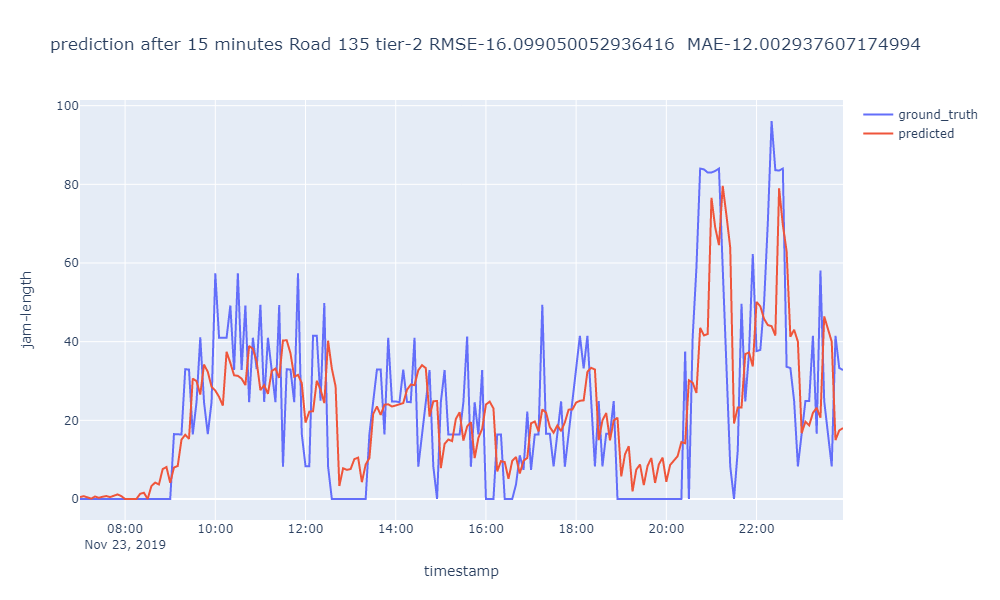 prediction after 15 minutes Road 135 tier-2 RMSE-16.099050052936416  MAE-12.002937607174994
100
80
60
40
20
0
jam-length
08:00
10:00
12:00
14:00
16:00
18:00
20:00
22:00
Nov 23, 2019
timestamp
ground_truth
predicted